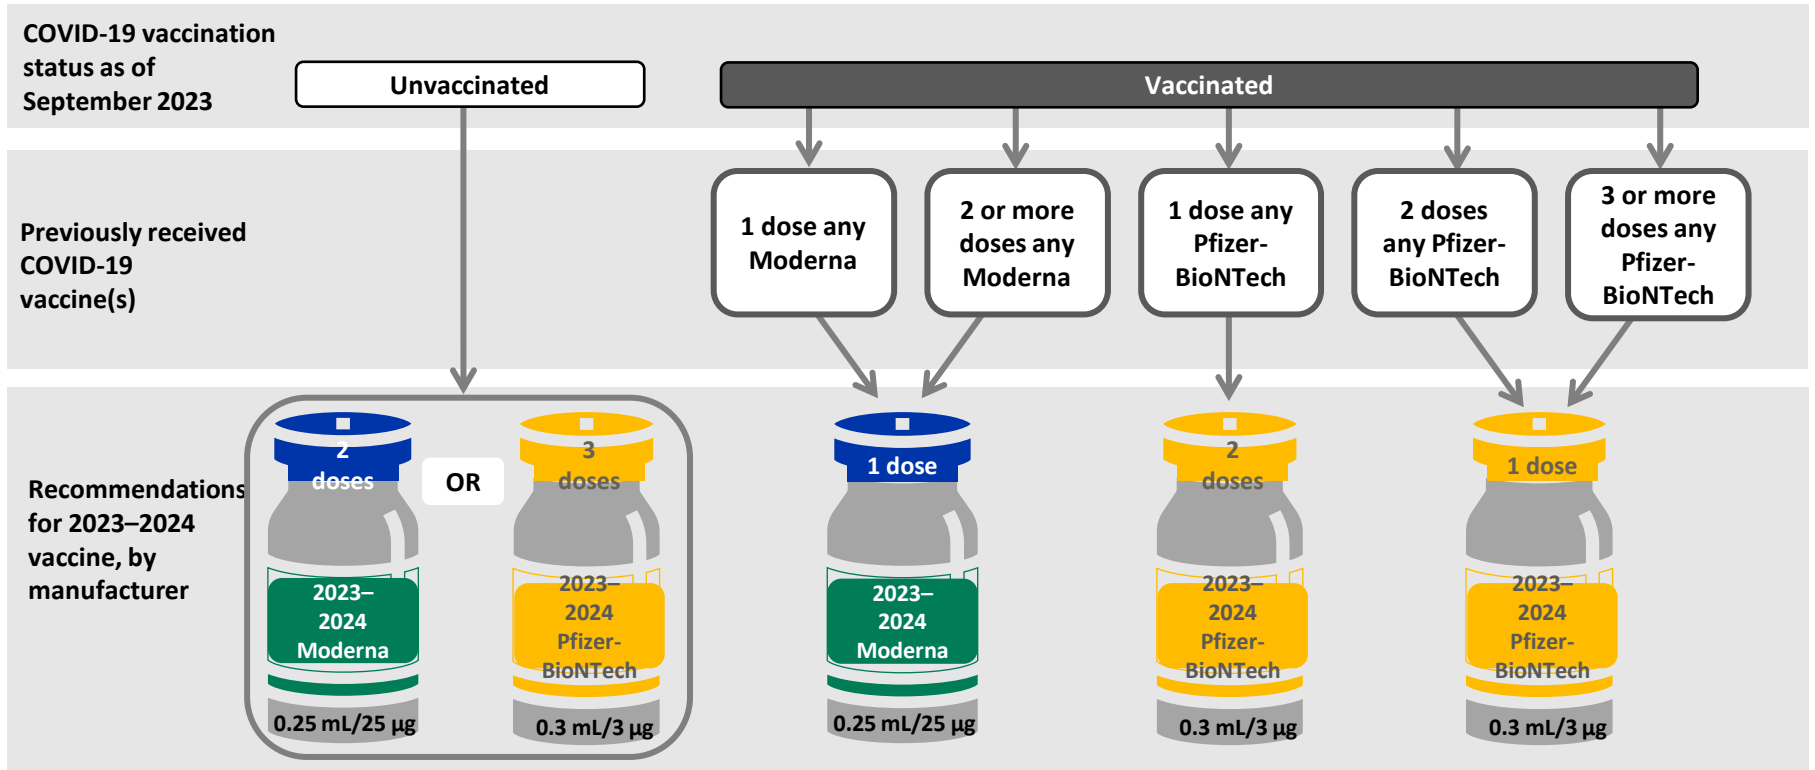 COVID-19 vaccination
status as of
September 2023
Unvaccinated
Vaccinated
Previously received
COVID-19
vaccine(s)
1 dose any
Moderna
2 or more
doses any
Moderna
1 dose any
Pfizer-
BioNTech
2 doses
any Pfizer-
BioNTech
3 or more
doses any
Pfizer-
BioNTech
Recommendations
for 2023–2024
vaccine, by
manufacturer
2
doses
OR
3
doses
1 dose
2
doses
1 dose
2023–
2024
Moderna
2023–
2024
Pfizer-
BioNTech
2023–
2024
Moderna
2023–
2024
Pfizer-
BioNTech
2023–
2024
Pfizer-
BioNTech
0.25 mL/25 µg
0.3 mL/3 µg
0.25 mL/25 µg
0.3 mL/3 µg
0.3 mL/3 µg